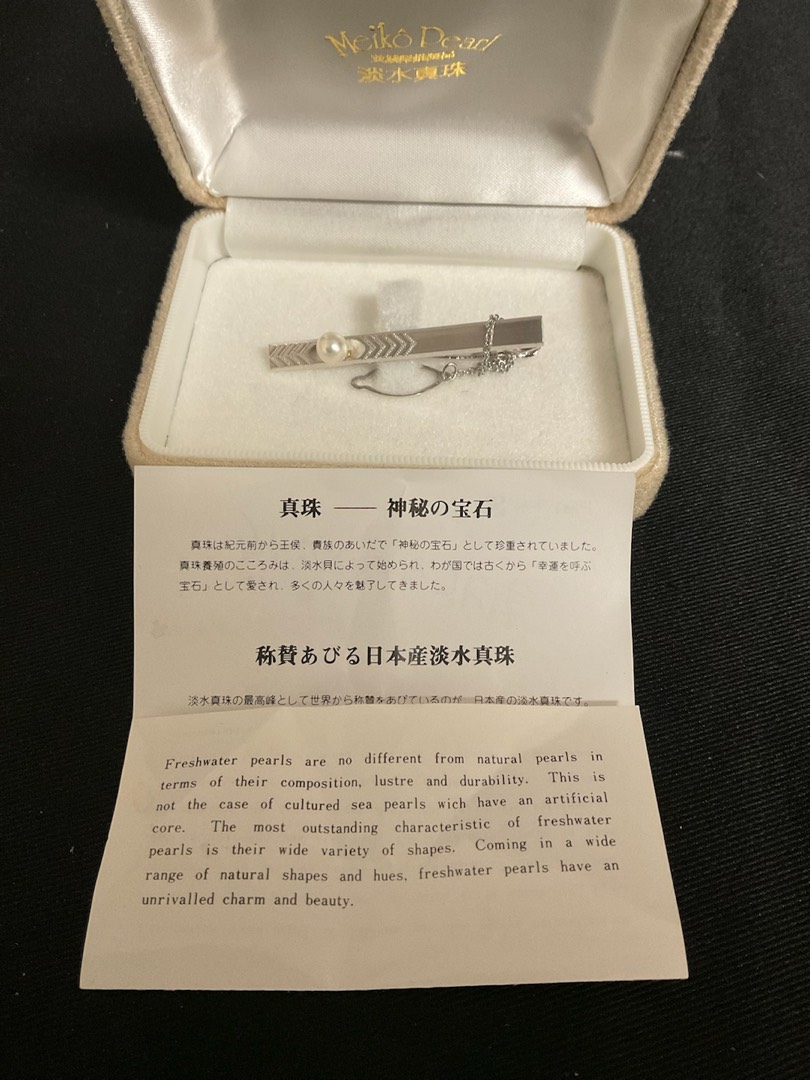 Meikô Pearl
淡水真珠
真珠 —— 神秘の宝石
真珠は紀元前から王侯、貴族のあいだで「神秘の宝石」として珍重されていました。
真珠養殖のこころみは、淡水貝によって始められ、わが国では古くから「幸運を呼ぶ
宝石」として愛され、多くの人々を魅了してきました。
称賛あびる日本産淡水真珠
淡水真珠の最高峰として世界から称賛をあびているのが、日本産の淡水真珠です。
Freshwater pearls are no different from natural pearls in
terms of their composition, lustre and durability. This is
not the case of cultured sea pearls wich have an artificial
core. The most outstanding characteristic of freshwater
pearls is their wide variety of shapes. Coming in a wide
range of natural shapes and hues, freshwater pearls have an
unrivalled charm and beauty.